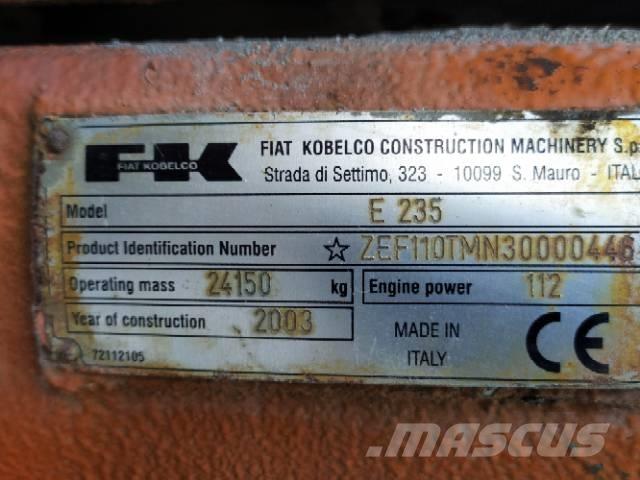 FK
FIAT KOBELCO
FIAT KOBELCO CONSTRUCTION MACHINERY S.p
Strada di Settimo, 323 - 10099 S. Mauro - ITAL
Model E 235
Product Identification Number ☆ ZEF110TMN30000446
Operating mass 24150 kg Engine power 112
Year of construction 2003
MADE IN
ITALY
CE
72112105
MASCUS